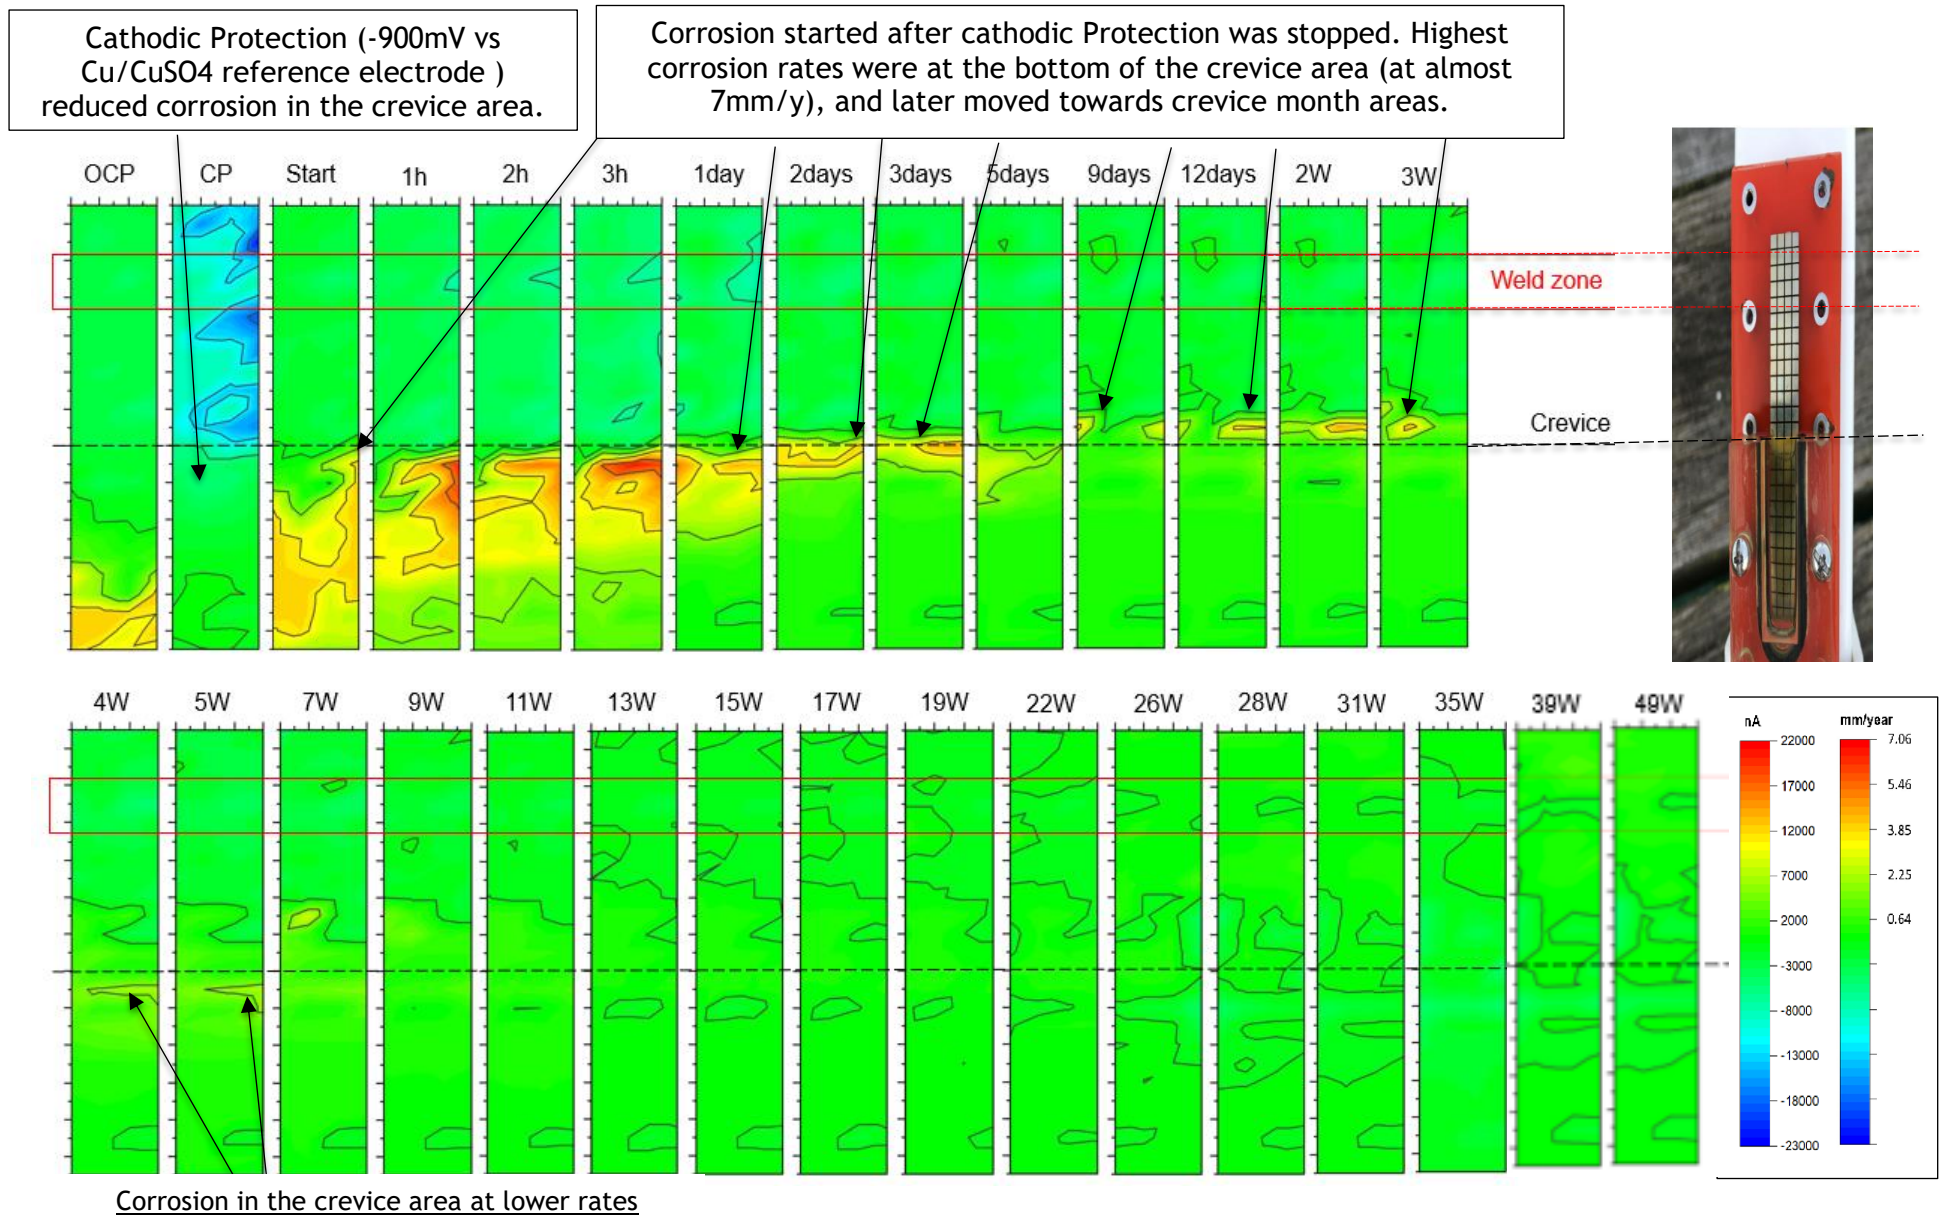 Cathodic Protection (-900mV vs
Cu/CuSO4 reference electrode )
reduced corrosion in the crevice area.
Corrosion started after cathodic Protection was stopped. Highest
corrosion rates were at the bottom of the crevice area (at almost
7mm/y), and later moved towards crevice month areas.
OCP CP Start 1h 2h 3h 1day 2days 3days 5days 9days 12days 2W 3W
Weld zone
Crevice
4W 5W 7W 9W 11W 13W 15W 17W 19W 22W 26W 28W 31W 35W 39W 49W
nA mm/year
22000 7.06
17000 5.46
12000 3.85
7000 2.25
2000 0.64
-3000
-8000
-13000
-18000
-23000
Corrosion in the crevice area at lower rates